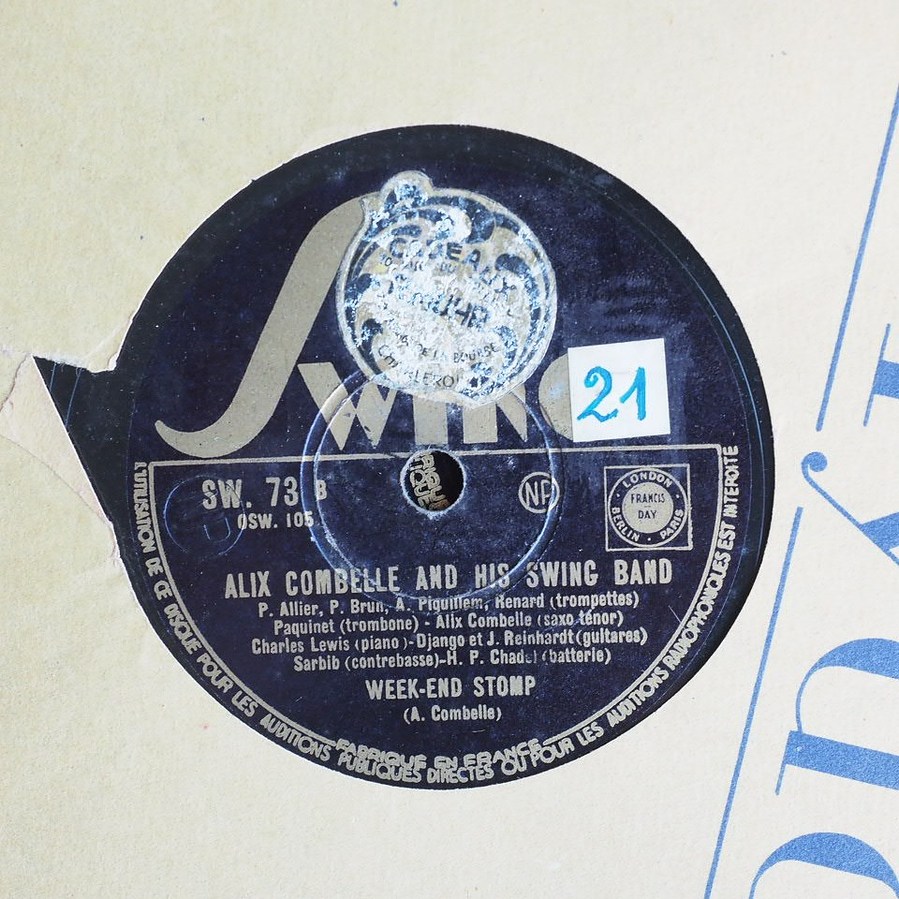 SWING
21
SW. 73 B
OSW. 105
NP
LONDON
FRANCIS
DAY
BERLIN · PARIS
ALIX COMBELLE AND HIS SWING BAND
P. Allier, P. Brun, A. Piguillem, Renard (trompettes)
Paquinet (trombone) - Alix Combelle (saxo ténor)
Charles Lewis (piano) - Django et J. Reinhardt (guitares)
Sarbib (contrebasse) - H. P. Chadel (batterie)
WEEK-END STOMP
(A. Combelle)
FABRIQUÉ EN FRANCE
L'UTILISATION DE CE DISQUE POUR LES AUDITIONS PUBLIQUES DIRECTES OU POUR LES AUDITIONS RADIOPHONIQUES EST INTERDITE